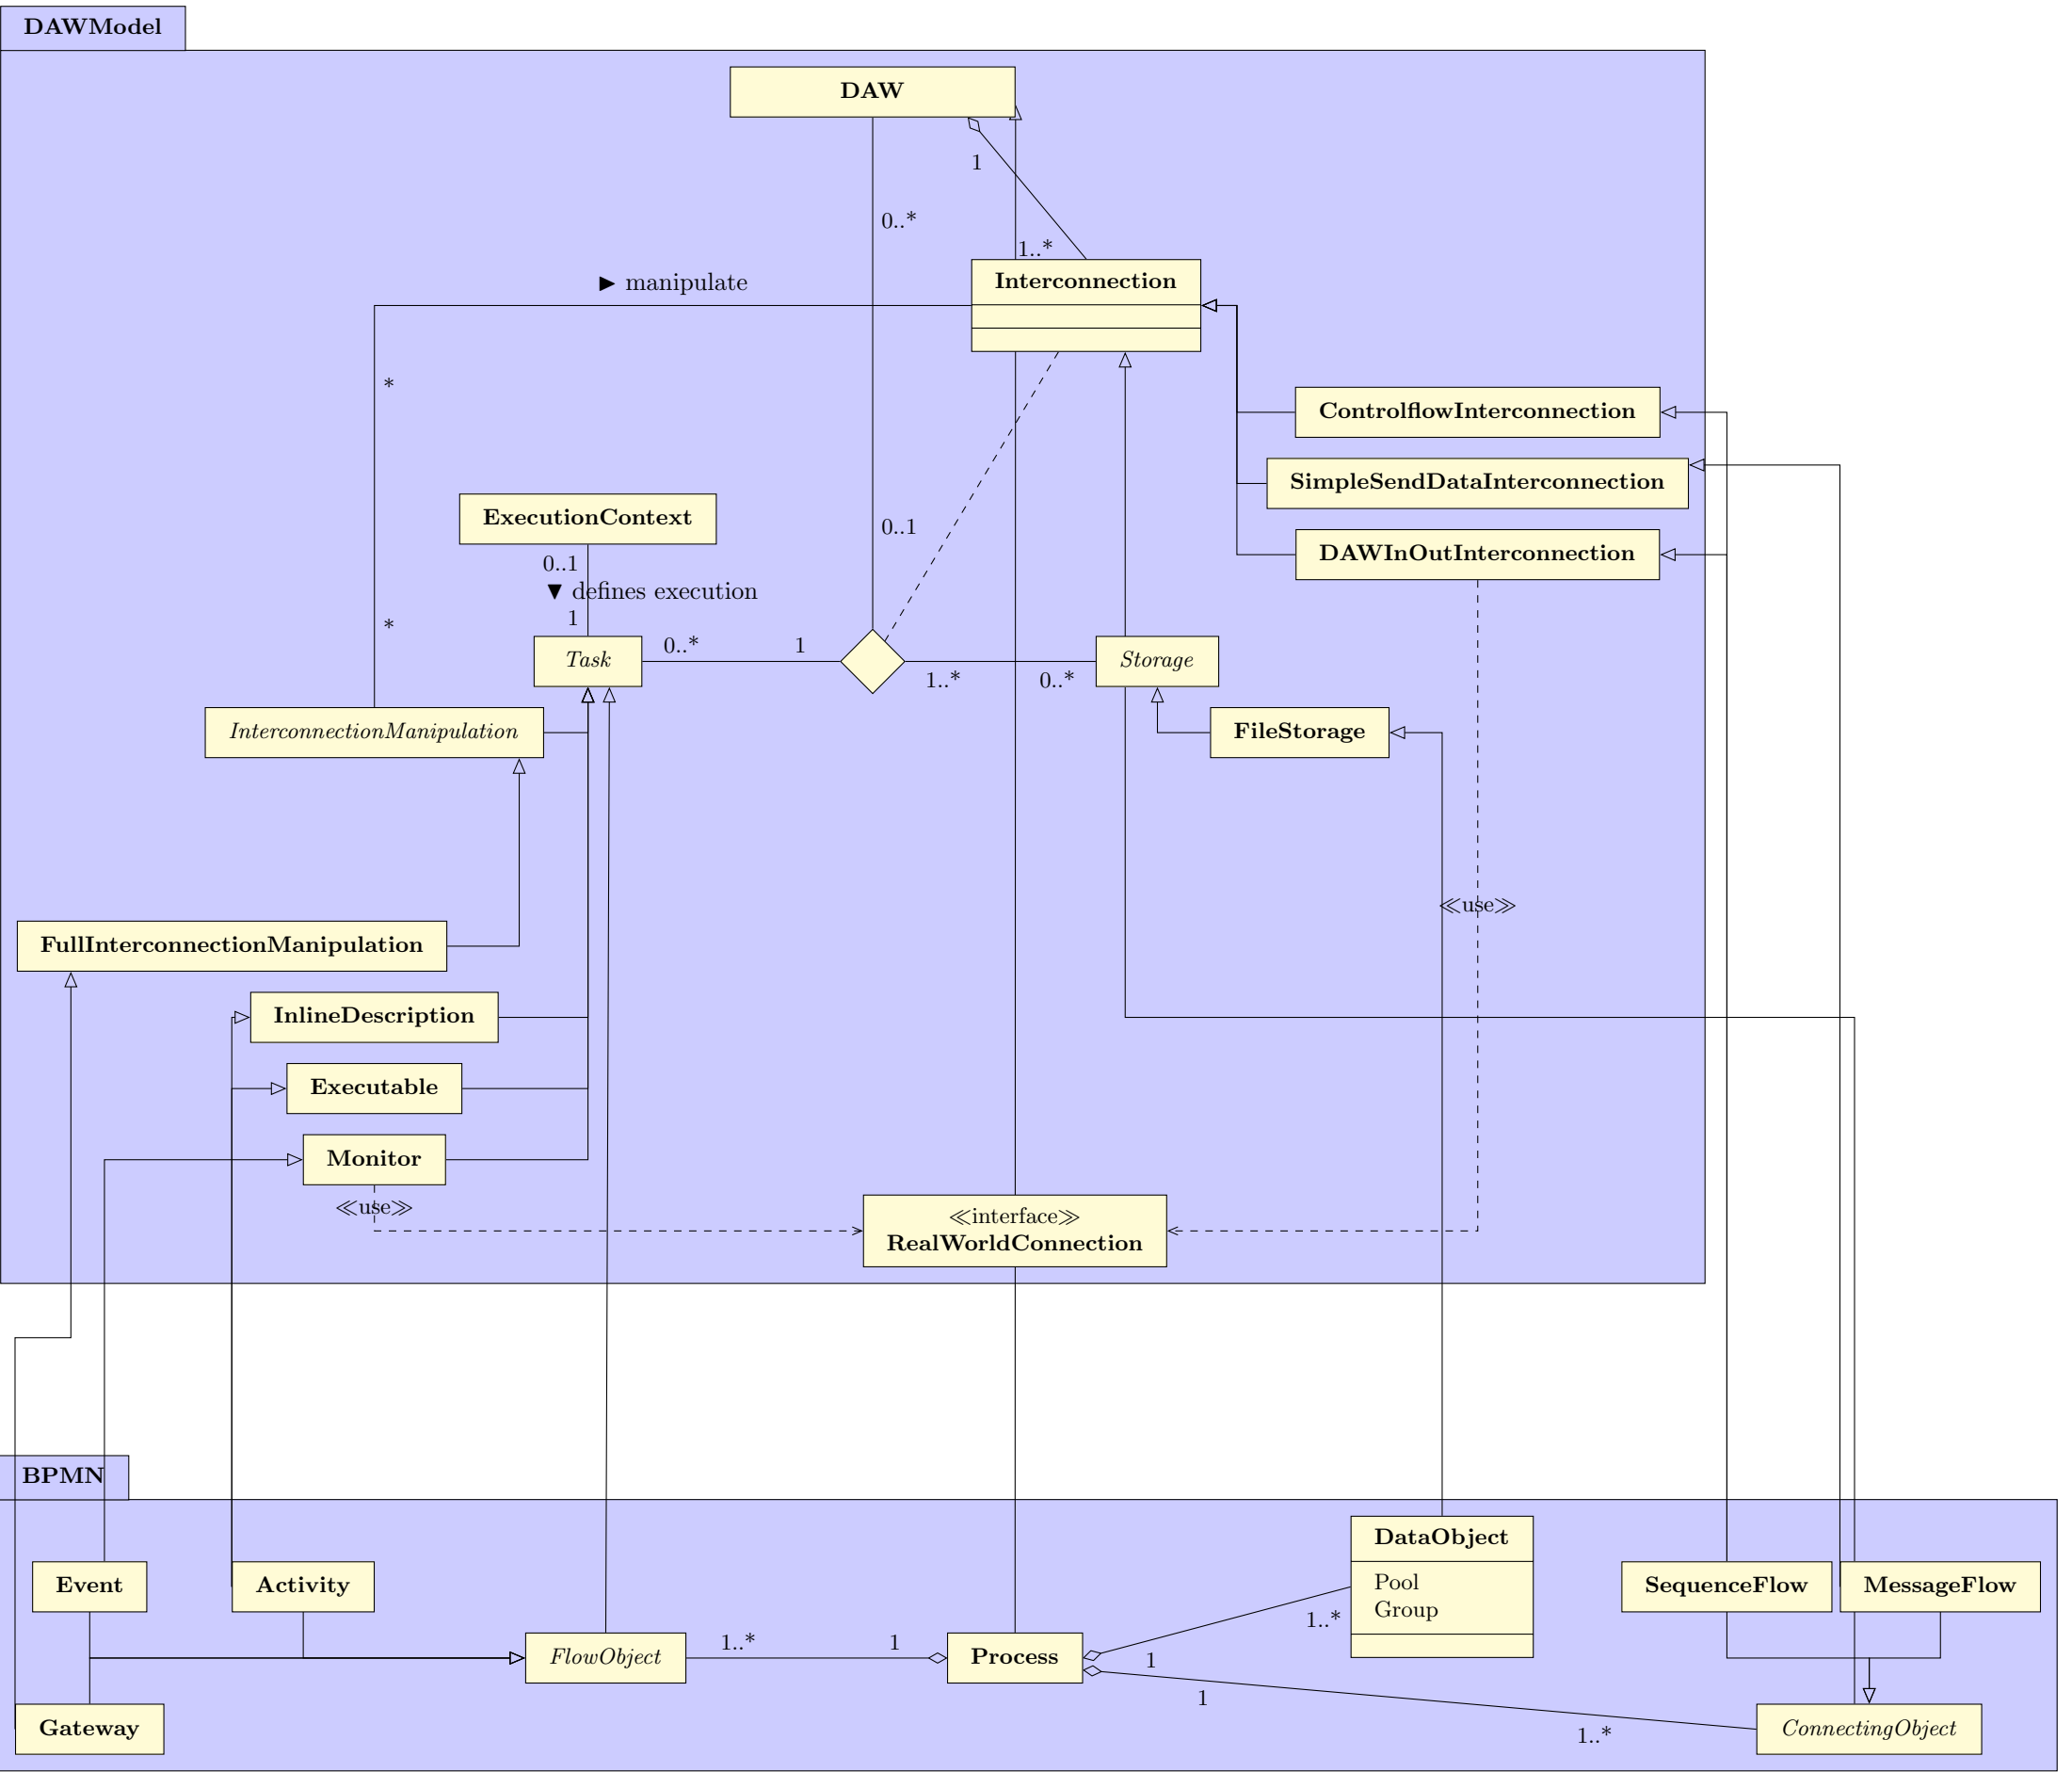 DAWModel
DAW
1
0..*
1..*
Interconnection
▶ manipulate
*
ControlflowInterconnection
SimpleSendDataInterconnection
ExecutionContext
0..1
DAWInOutInterconnection
0..1
▼ defines execution
1
*
Task
0..*
1
1..*
0..*
Storage
InterconnectionManipulation
FileStorage
≪use≫
FullInterconnectionManipulation
InlineDescription
Executable
Monitor
≪use≫
≪interface≫
RealWorldConnection
BPMN
DataObject
Pool
Group
Event
Activity
SequenceFlow
MessageFlow
1..*
FlowObject
1..*
1
Process
1
1
1..*
Gateway
ConnectingObject